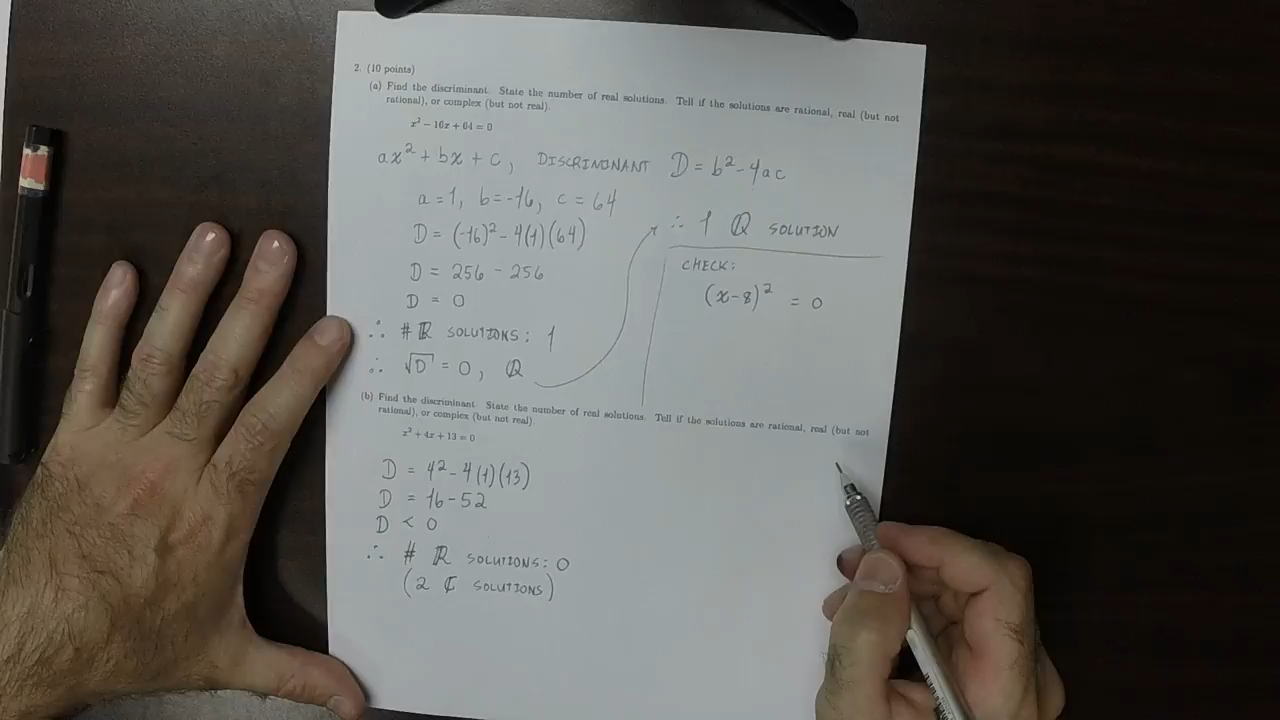 2. (10 points)
(a) Find the discriminant. State the number of real solutions. Tell if the solutions are rational, real (but not
rational), or complex (but not real).
x² − 16x + 64 = 0
ax² + bx + c, DISCRIMINANT D = b² - 4ac
a = 1, b = -16, c = 64
D = (-16)² - 4(1)(64)
D = 256 - 256
D = 0
∴ # ℝ SOLUTIONS: 1
∴ √D = 0, ℚ
∴ 1 ℚ SOLUTION
CHECK:
(x-8)² = 0
(b) Find the discriminant. State the number of real solutions. Tell if the solutions are rational, real (but not
rational), or complex (but not real).
x² + 4x + 13 = 0
D = 4² - 4(1)(13)
D = 16 - 52
D < 0
∴ # ℝ SOLUTIONS: 0
(2 ℂ SOLUTIONS)